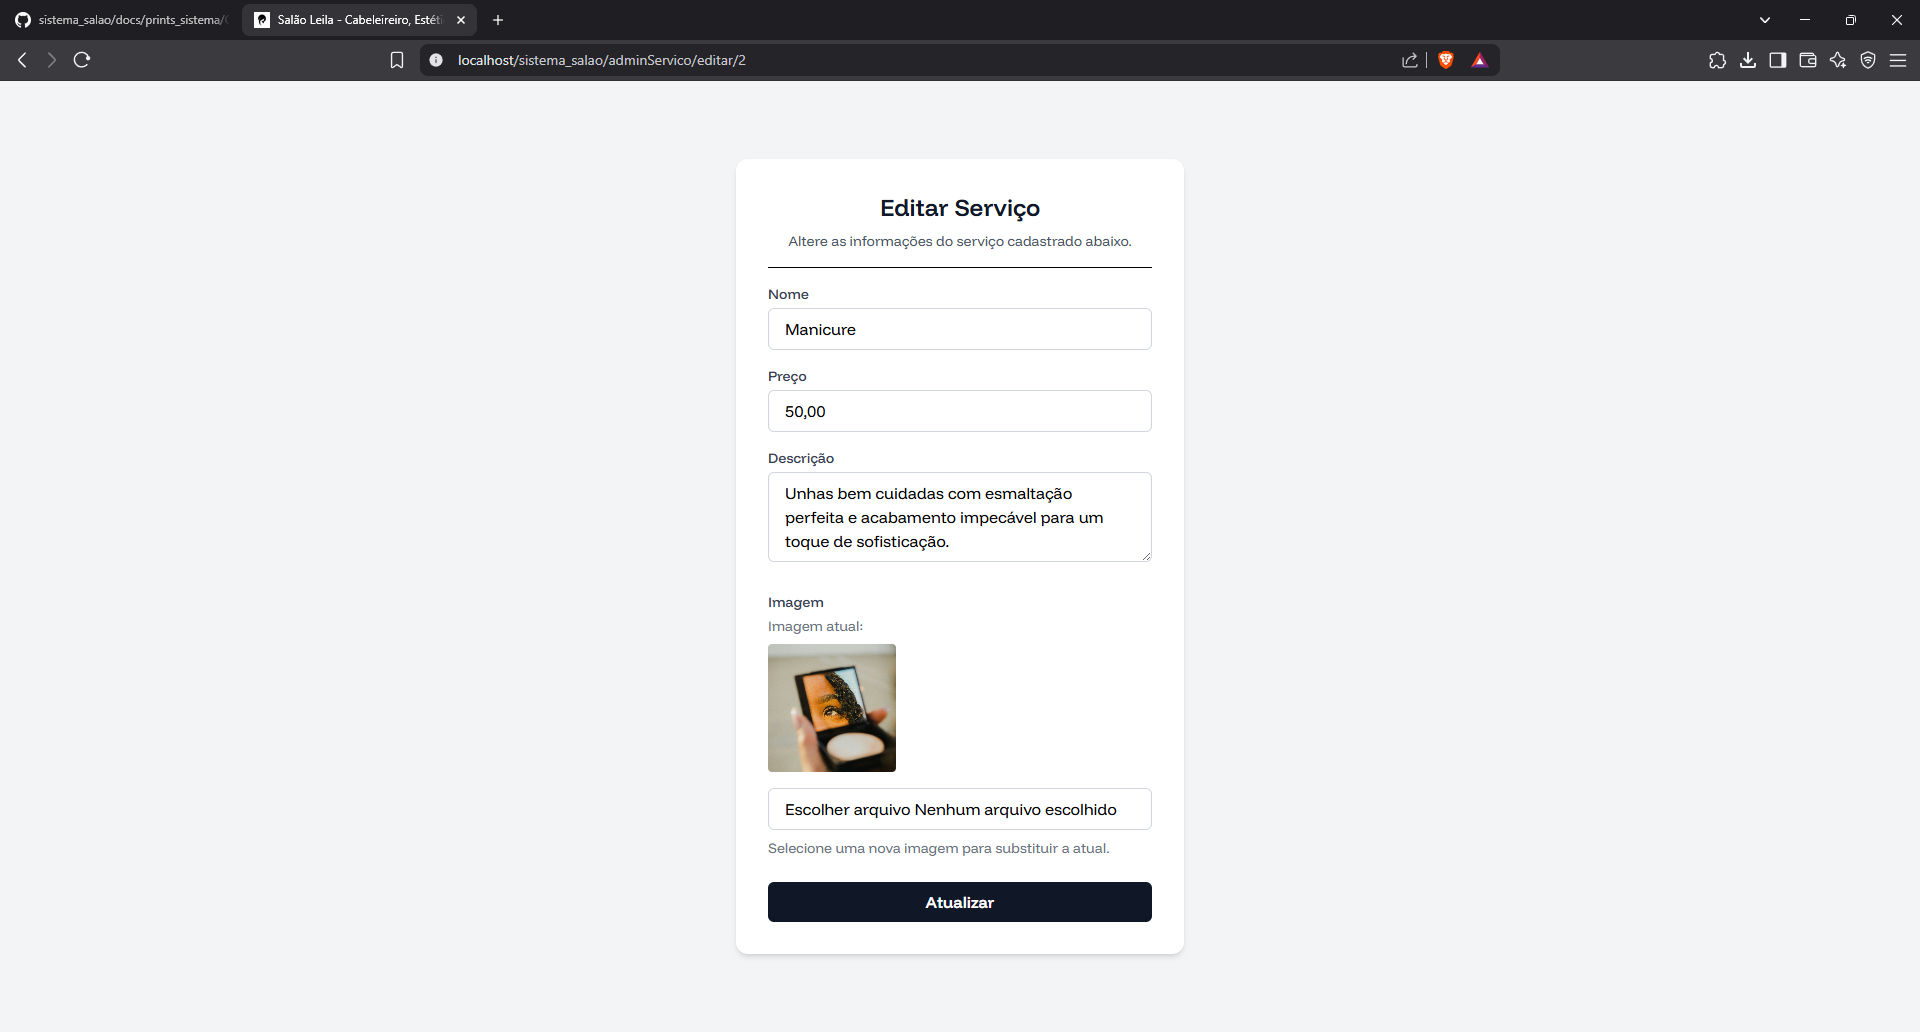 sistema_salao/docs/prints_sistema/
Salão Leila - Cabeleireiro, Estéti
localhost/sistema_salao/adminServico/editar/2
Editar Serviço
Altere as informações do serviço cadastrado abaixo.
Nome
Manicure
Preço
50,00
Descrição
Unhas bem cuidadas com esmaltação
perfeita e acabamento impecável para um
toque de sofisticação.
Imagem
Imagem atual:
Escolher arquivo Nenhum arquivo escolhido
Selecione uma nova imagem para substituir a atual.
Atualizar